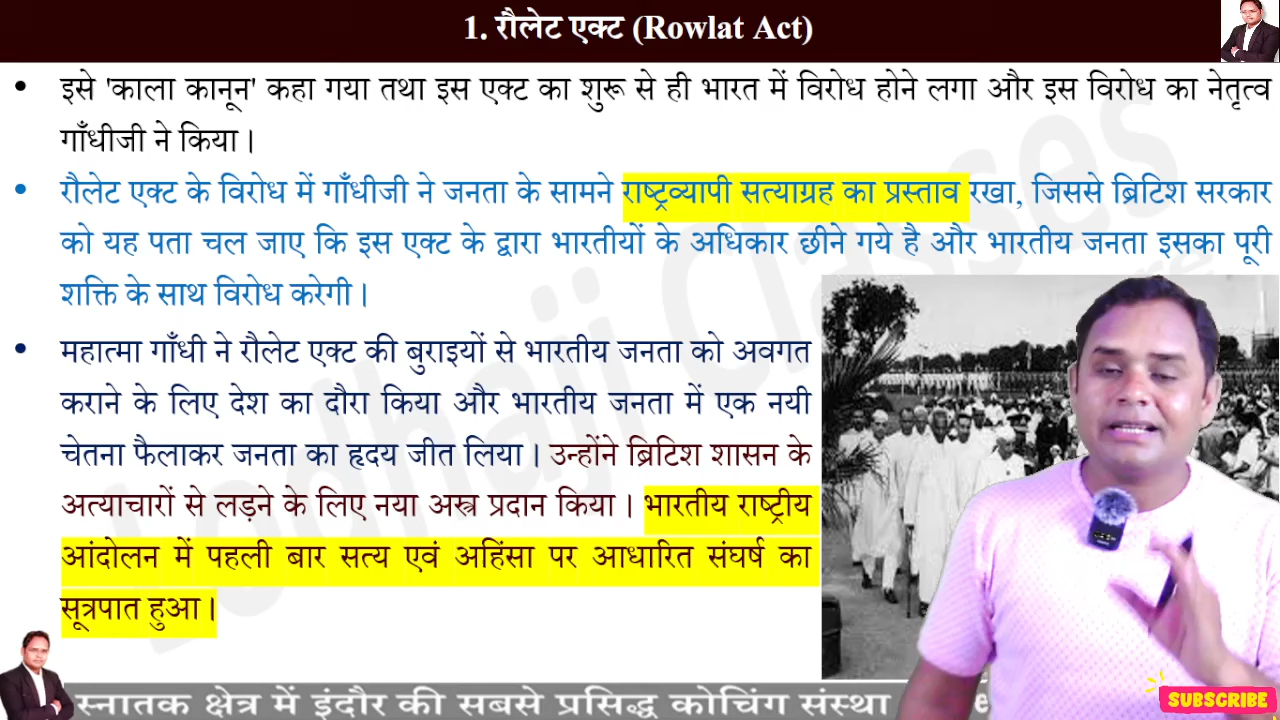 1. रौलेट एक्ट (Rowlat Act)
• इसे 'काला कानून' कहा गया तथा इस एक्ट का शुरू से ही भारत में विरोध होने लगा और इस विरोध का नेतृत्व
गाँधीजी ने किया।
• रौलेट एक्ट के विरोध में गाँधीजी ने जनता के सामने राष्ट्रव्यापी सत्याग्रह का प्रस्ताव रखा, जिससे ब्रिटिश सरकार
को यह पता चल जाए कि इस एक्ट के द्वारा भारतीयों के अधिकार छीने गये है और भारतीय जनता इसका पूरी
शक्ति के साथ विरोध करेगी।
• महात्मा गाँधी ने रौलेट एक्ट की बुराइयों से भारतीय जनता को अवगत
कराने के लिए देश का दौरा किया और भारतीय जनता में एक नयी
चेतना फैलाकर जनता का हृदय जीत लिया। उन्होंने ब्रिटिश शासन के
अत्याचारों से लड़ने के लिए नया अस्त्र प्रदान किया। भारतीय राष्ट्रीय
आंदोलन में पहली बार सत्य एवं अहिंसा पर आधारित संघर्ष का
सूत्रपात हुआ।
Lodhaji Classes
स्नातक क्षेत्र में इंदौर की सबसे प्रसिद्ध कोचिंग संस्था
SUBSCRIBE